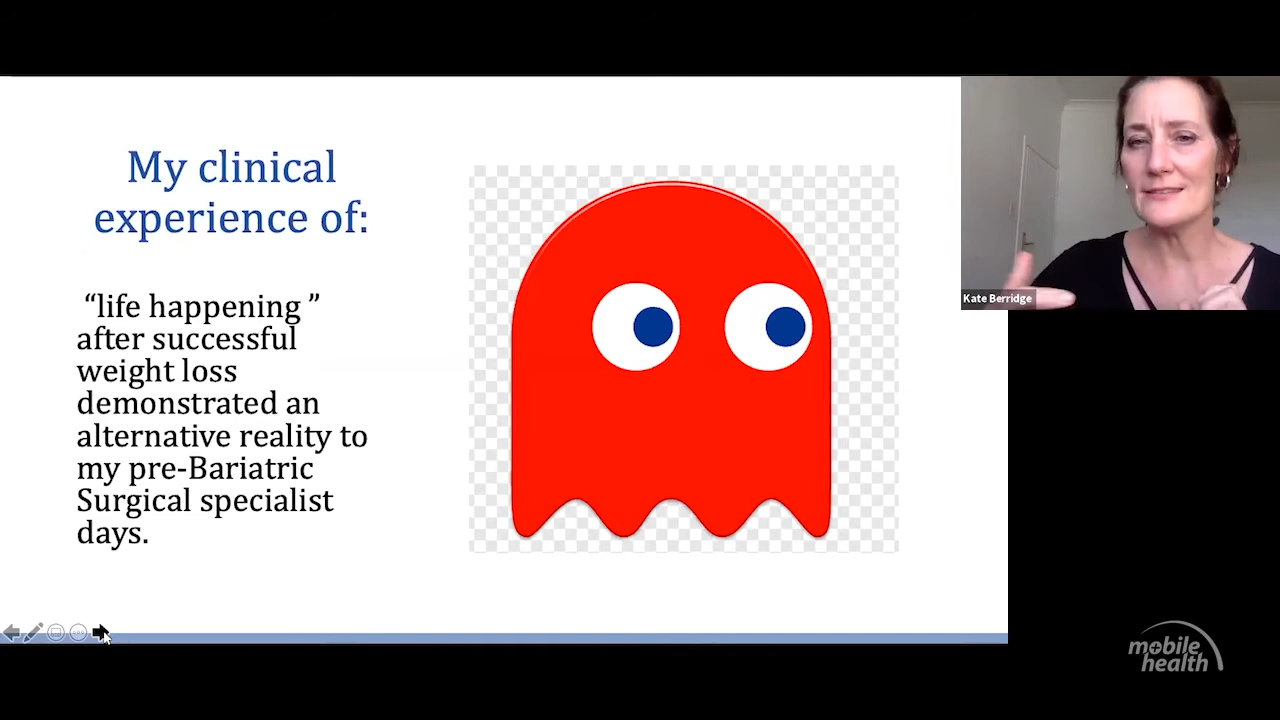 My clinical
experience of:
“life happening ”
after successful
weight loss
demonstrated an
alternative reality to
my pre-Bariatric
Surgical specialist
days.
Kate Berridge
mobile
health